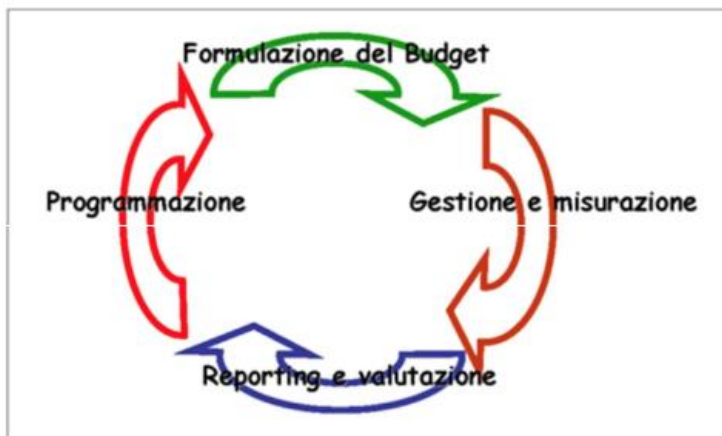 Formulazione del Budget
Programmazione
Gestione e misurazione
Reporting e valutazione